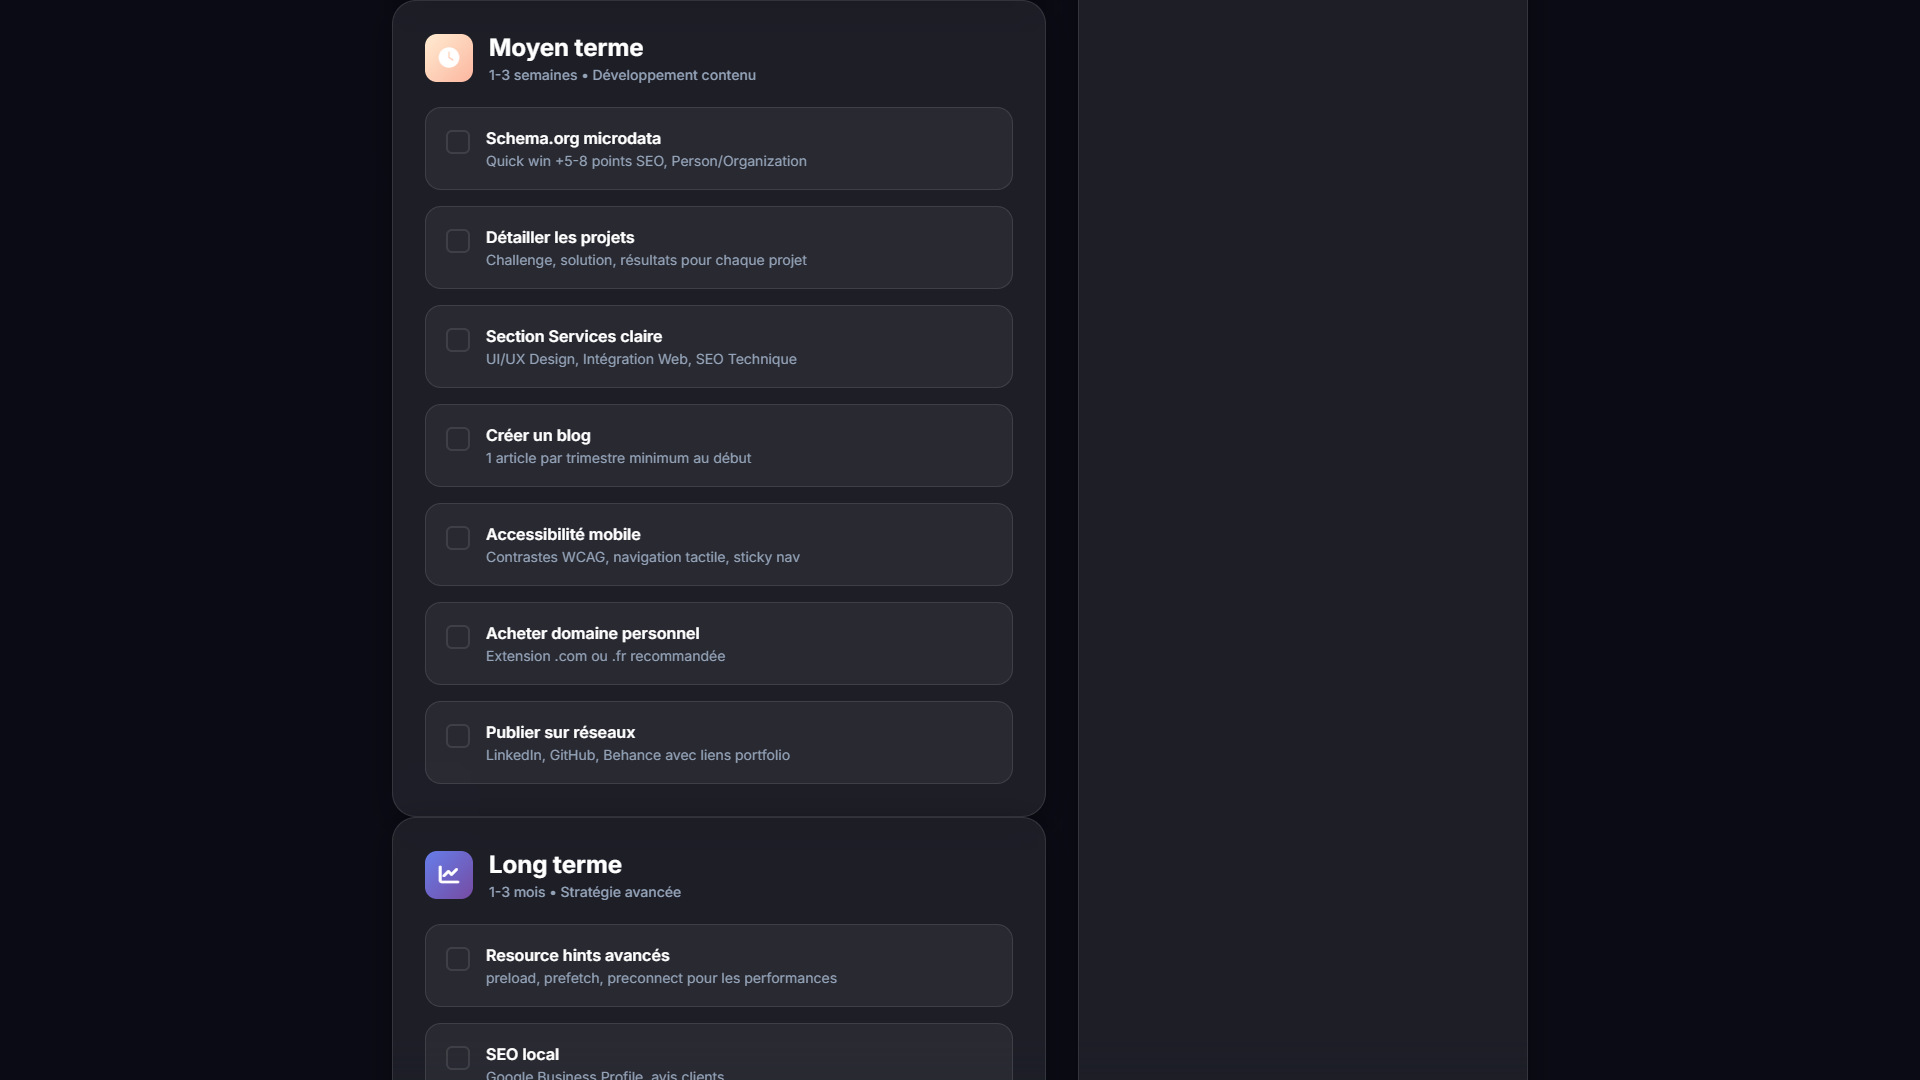 Moyen terme
1-3 semaines • Développement contenu
Schema.org microdata
Quick win +5-8 points SEO, Person/Organization
Détailler les projets
Challenge, solution, résultats pour chaque projet
Section Services claire
UI/UX Design, Intégration Web, SEO Technique
Créer un blog
1 article par trimestre minimum au début
Accessibilité mobile
Contrastes WCAG, navigation tactile, sticky nav
Acheter domaine personnel
Extension .com ou .fr recommandée
Publier sur réseaux
LinkedIn, GitHub, Behance avec liens portfolio
Long terme
1-3 mois • Stratégie avancée
Resource hints avancés
preload, prefetch, preconnect pour les performances
SEO local
Google Business Profile, avis clients